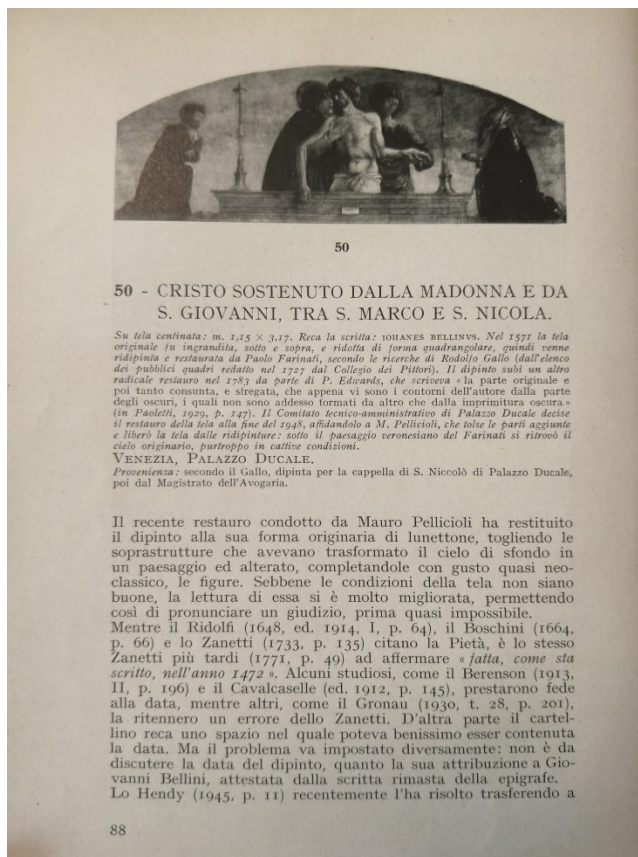 50
50 - CRISTO SOSTENUTO DALLA MADONNA E DA
S. GIOVANNI, TRA S. MARCO E S. NICOLA.
Su tela centinata: m. 1,15 × 3,17. Reca la scritta: IOHANES BELLINVS. Nel 1571 la tela
originale fu ingrandita, sotto e sopra, e ridotta di forma quadrangolare, quindi venne
ridipinta e restaurata da Paolo Farinati, secondo le ricerche di Rodolfo Gallo (dall'elenco
dei pubblici quadri redatto nel 1727 dal Collegio dei Pittori). Il dipinto subì un altro
radicale restauro nel 1783 da parte di P. Edwards, che scriveva « la parte originale e
poi tanto consunta, e sfregata, che appena vi sono i contorni dell'autore dalla parte
degli oscuri, i quali non sono addesso formati da altro che dalla imprimitura oscura »
(in Paoletti, 1929, p. 147). Il Comitato tecnico-amministrativo di Palazzo Ducale decise
il restauro della tela alla fine del 1948, affidandolo a M. Pellicioli, che tolse le parti aggiunte
e liberò la tela dalle ridipinture: sotto il paesaggio veronesiano del Farinati si ritrovò il
cielo originario, purtroppo in cattive condizioni.
VENEZIA, PALAZZO DUCALE.
Provenienza: secondo il Gallo, dipinta per la cappella di S. Niccolò di Palazzo Ducale,
poi dal Magistrato dell'Avogaria.
Il recente restauro condotto da Mauro Pellicioli ha restituito
il dipinto alla sua forma originaria di lunettone, togliendo le
soprastrutture che avevano trasformato il cielo di sfondo in
un paesaggio ed alterato, completandole con gusto quasi neo-
classico, le figure. Sebbene le condizioni della tela non siano
buone, la lettura di essa si è molto migliorata, permettendo
così di pronunciare un giudizio, prima quasi impossibile.
Mentre il Ridolfi (1648, ed. 1914, I, p. 64), il Boschini (1664,
p. 66) e lo Zanetti (1733, p. 135) citano la Pietà, è lo stesso
Zanetti più tardi (1771, p. 49) ad affermare « fatta, come sta
scritto, nell'anno 1472 ». Alcuni studiosi, come il Berenson (1913,
II, p. 196) e il Cavalcaselle (ed. 1912, p. 145), prestarono fede
alla data, mentre altri, come il Gronau (1930, t. 28, p. 201),
la ritennero un errore dello Zanetti. D'altra parte il cartel-
lino reca uno spazio nel quale poteva benissimo esser contenuta
la data. Ma il problema va impostato diversamente: non è da
discutere la data del dipinto, quanto la sua attribuzione a Gio-
vanni Bellini, attestata dalla scritta rimasta della epigrafe.
Lo Hendy (1945, p. 11) recentemente l'ha risolto trasferendo a
88